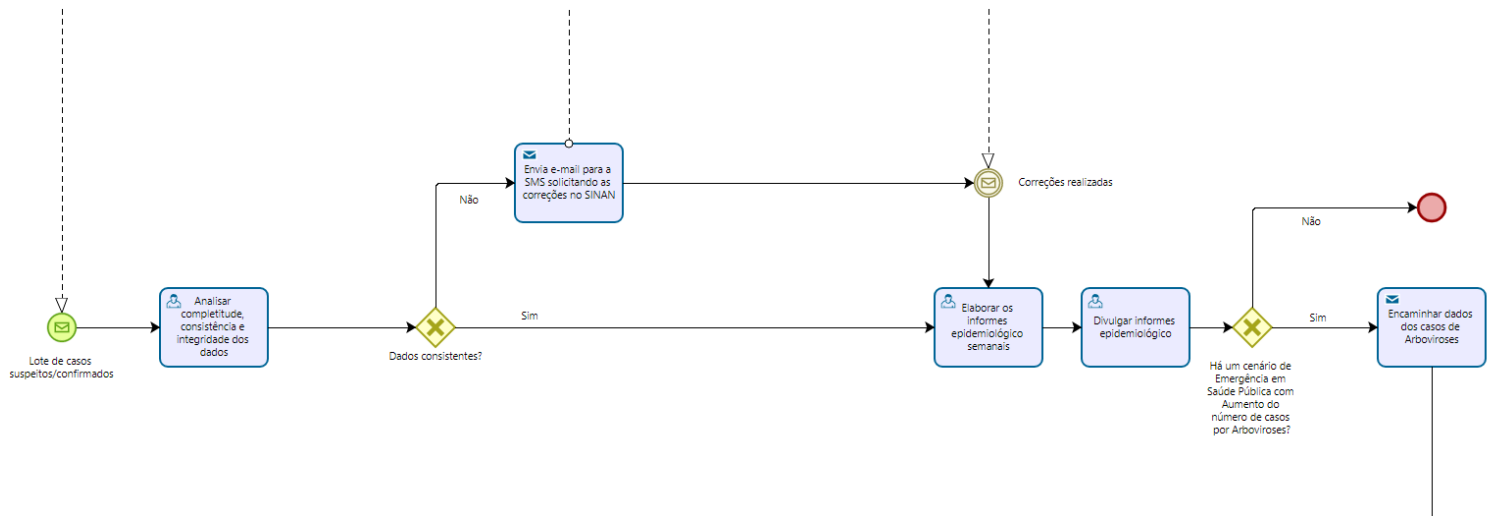 Envia e-mail para a
SMS solicitando as
correções no SINAN
Correções realizadas
Não
Não
Analisar
completitude,
consistência e
integridade dos
dados
Sim
Elaborar os
informes
epidemiológico
semanais
Divulgar informes
epidemiológico
Sim
Encaminhar dados
dos casos de
Arboviroses
Lote de casos
suspeitos/confirmados
Dados consistentes?
Há um cenário de
Emergência em
Saúde Pública com
Aumento do
número de casos
por Arboviroses?